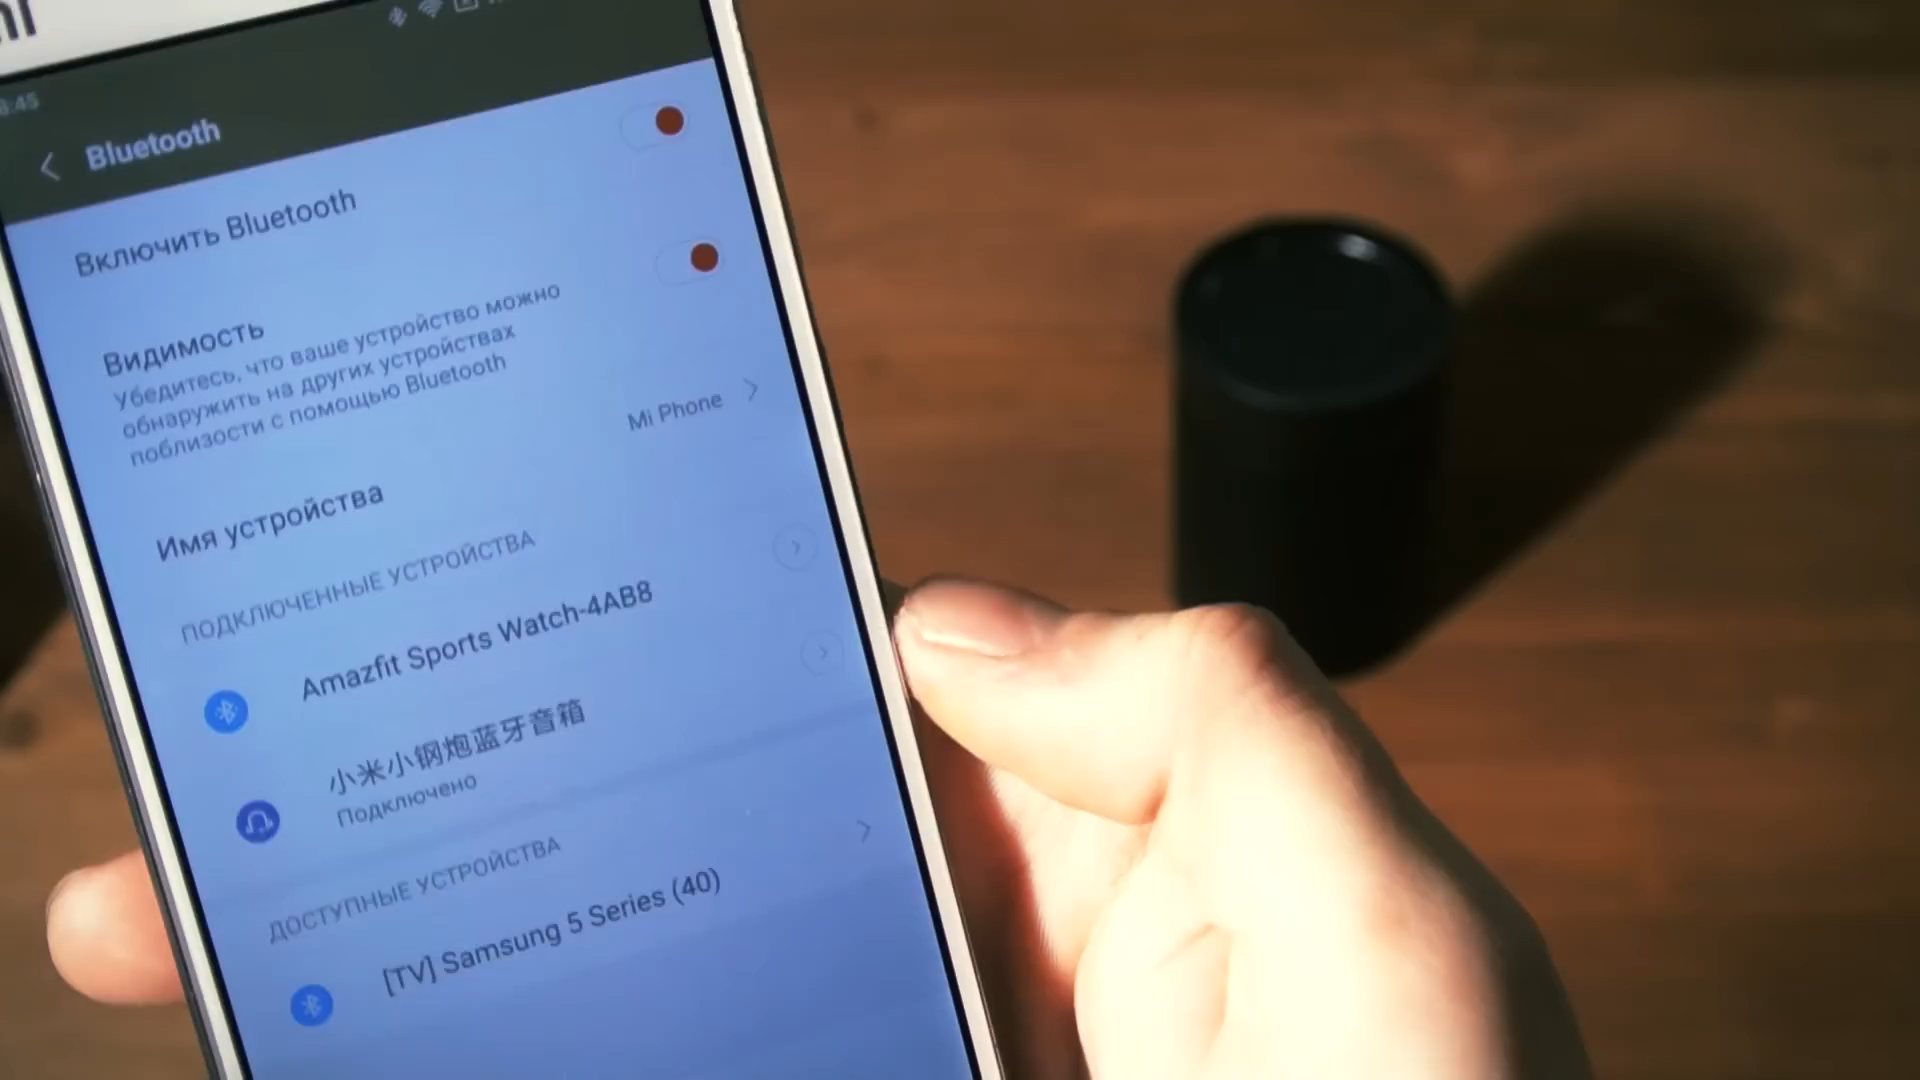 Bluetooth
Включить Bluetooth
Видимость
Убедитесь, что ваше устройство можно
обнаружить на других устройствах
поблизости с помощью Bluetooth
Mi Phone
Имя устройства
ПОДКЛЮЧЕННЫЕ УСТРОЙСТВА
Amazfit Sports Watch-4AB8
小米小钢炮蓝牙音箱
Подключено
ДОСТУПНЫЕ УСТРОЙСТВА
[TV] Samsung 5 Series (40)